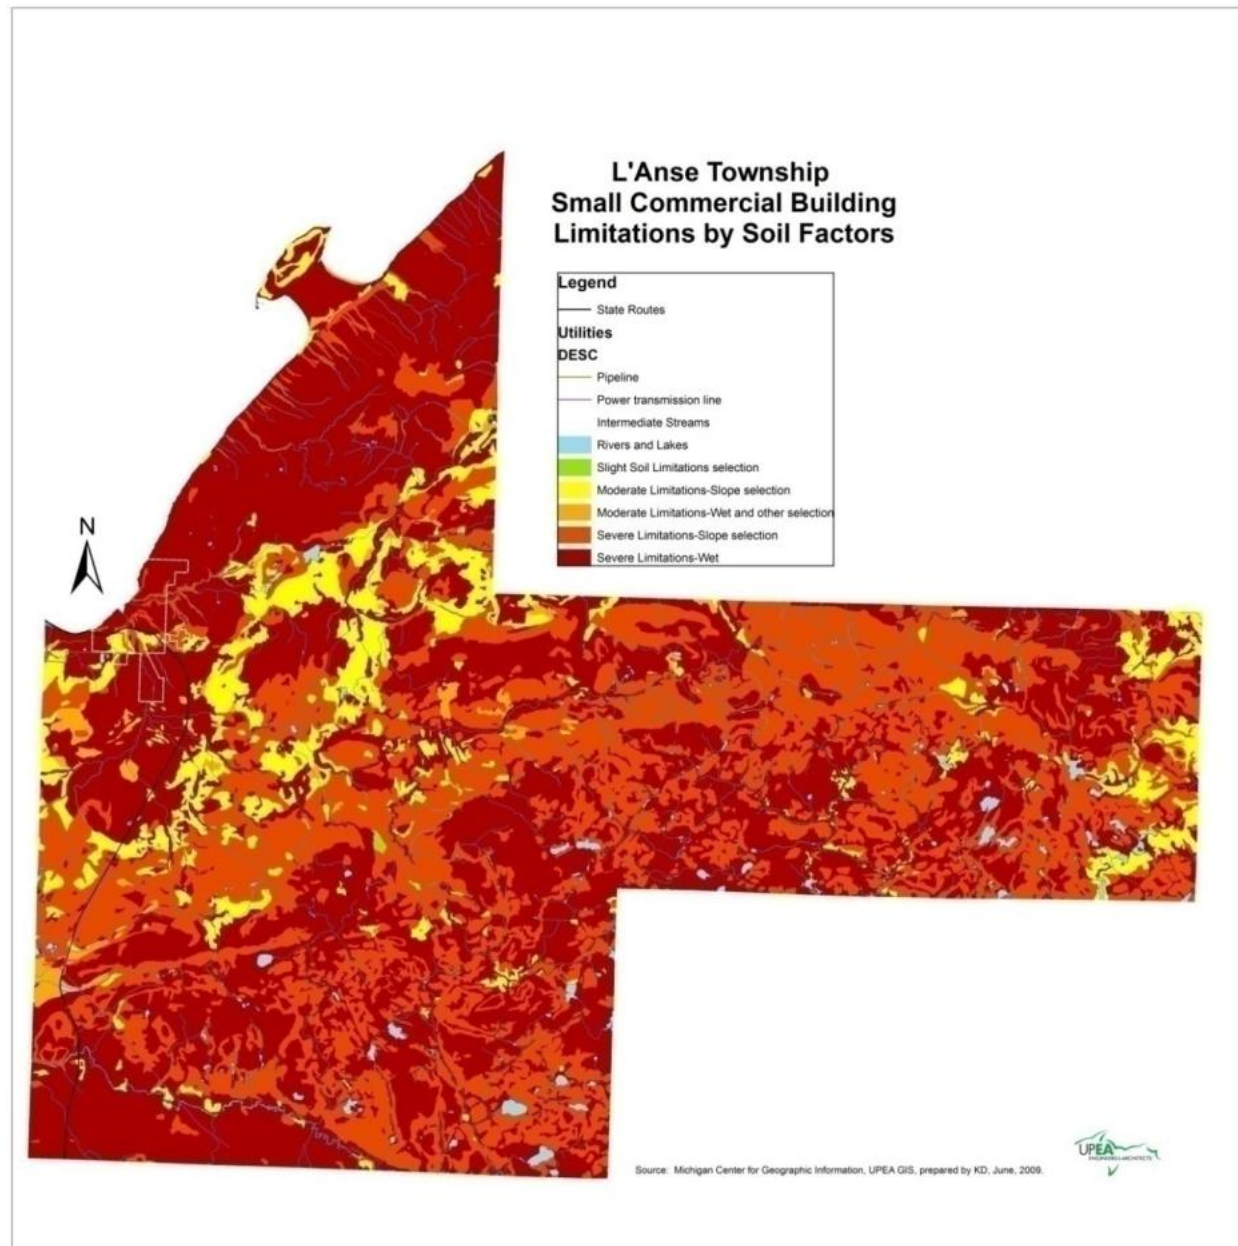 L'Anse Township
Small Commercial Building
Limitations by Soil Factors
Legend
State Routes
Utilities
DESC
Pipeline
Power transmission line
Intermediate Streams
Rivers and Lakes
Slight Soil Limitations selection
Moderate Limitations-Slope selection
Moderate Limitations-Wet and other selection
Severe Limitations-Slope selection
Severe Limitations-Wet
N
UPEA
ENGINEERS & ARCHITECTS
Source: Michigan Center for Geographic Information, UPEA GIS, prepared by KD, June, 2009.